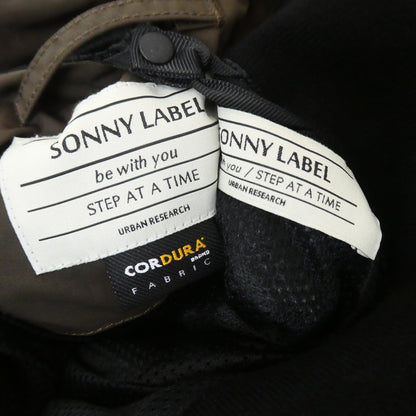 SONNY LABEL
be with you
STEP AT A TIME
URBAN RESEARCH
CORDURA
BRAND
FABRIC
SONNY LABEL
you / STEP AT A TIME
URBAN RESEARCH